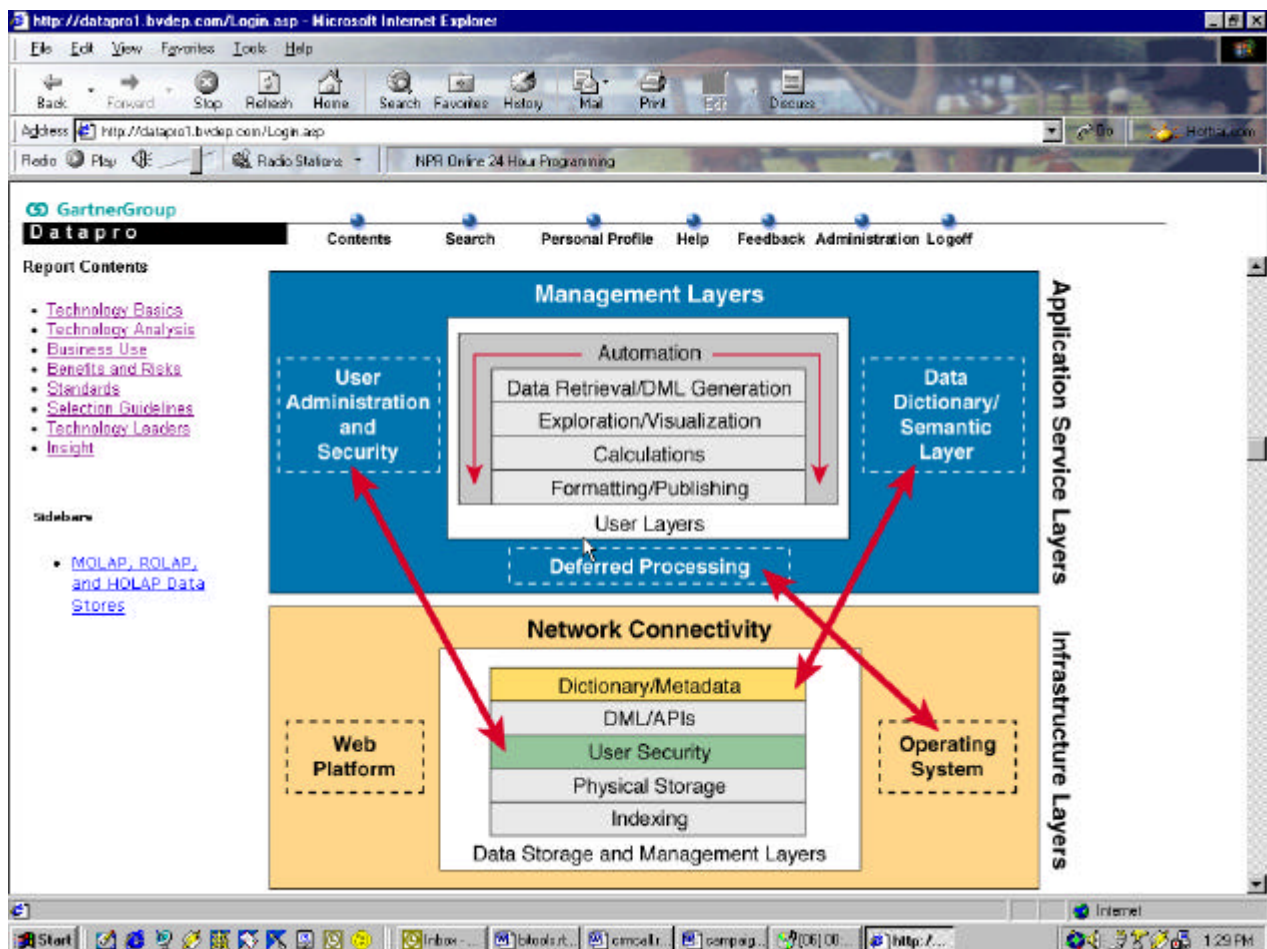 http://datapro1.bvdep.com/Login.asp - Microsoft Internet Explorer
File Edit View Favorites Tools Help
Back Forward Stop Refresh Home Search Favorites History Mail Print Edit Discuss
Address http://datapro1.bvdep.com/Login.asp Go Hotmail.com
Radio Play Radio Stations NPR Online 24 Hour Programming
GartnerGroup
Datapro
Contents Search Personal Profile Help Feedback Administration Logoff
Report Contents
• Technology Basics
• Technology Analysis
• Business Use
• Benefits and Risks
• Standards
• Selection Guidelines
• Technology Leaders
• Insight
Sidebars
• MOLAP, ROLAP,
and HOLAP Data
Stores
Management Layers
User
Administration
and
Security
Automation
Data Retrieval/DML Generation
Exploration/Visualization
Calculations
Formatting/Publishing
User Layers
Data
Dictionary/
Semantic
Layer
Deferred Processing
Application Service Layers
Network Connectivity
Web
Platform
Dictionary/Metadata
DML/APIs
User Security
Physical Storage
Indexing
Data Storage and Management Layers
Operating
System
Infrastructure Layers
Internet
Start Inbox - ... bitools.rt... crmcall.r... campaig... http:/... 1:29 PM